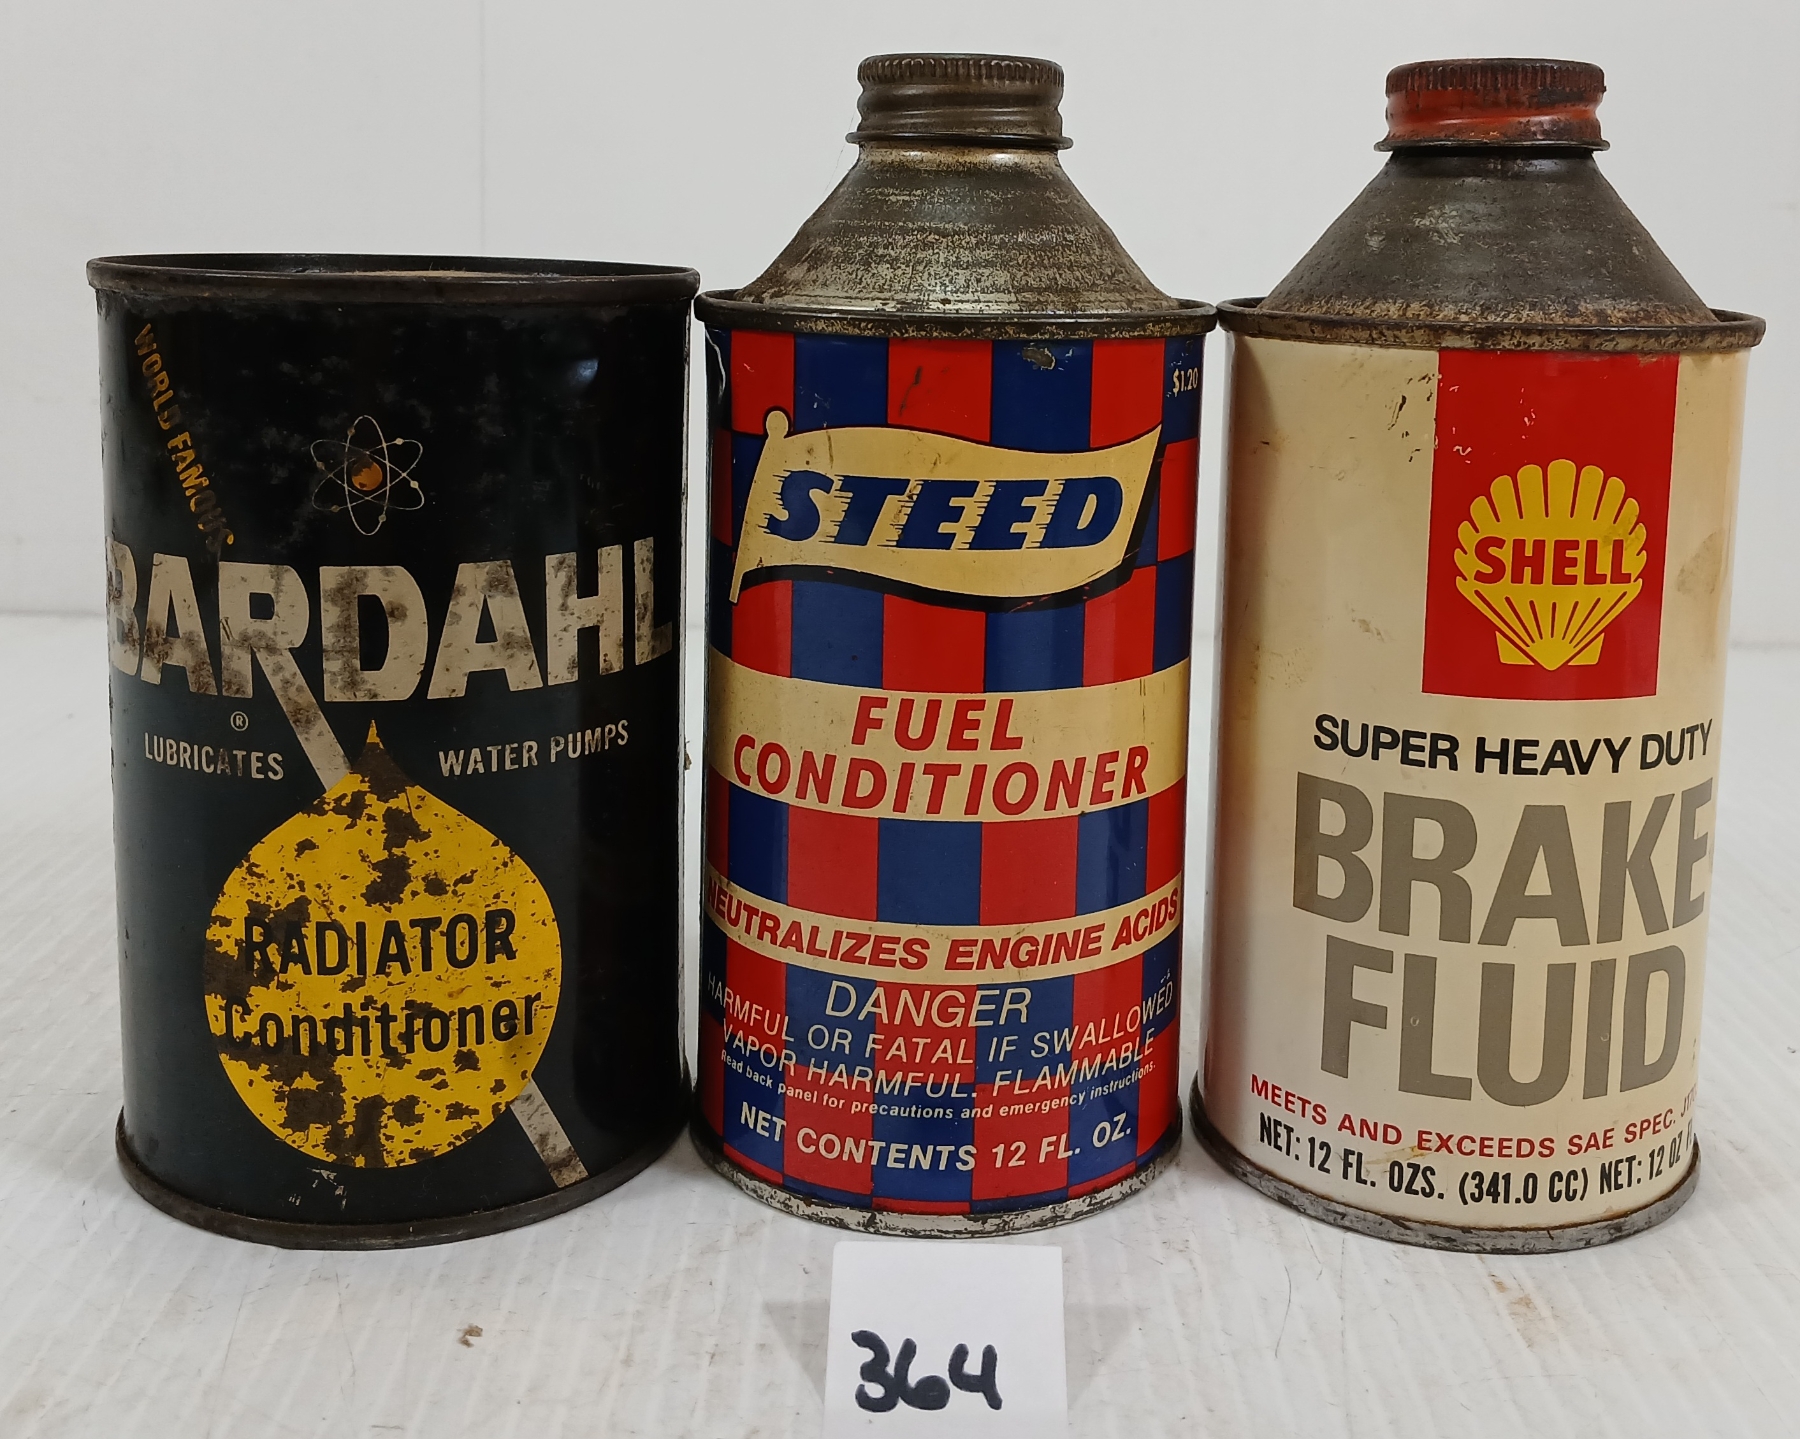 WORLD FAMOUS
BARDAHL
®
LUBRICATES WATER PUMPS
RADIATOR
Conditioner
$1.20
STEED
FUEL
CONDITIONER
NEUTRALIZES ENGINE ACIDS
DANGER
HARMFUL OR FATAL IF SWALLOWED
VAPOR HARMFUL. FLAMMABLE
Read back panel for precautions and emergency instructions.
NET CONTENTS 12 FL. OZ.
SHELL
SUPER HEAVY DUTY
BRAKE
FLUID
MEETS AND EXCEEDS SAE SPEC.
NET: 12 FL. OZS. (341.0 CC) NET: 12 OZ
364